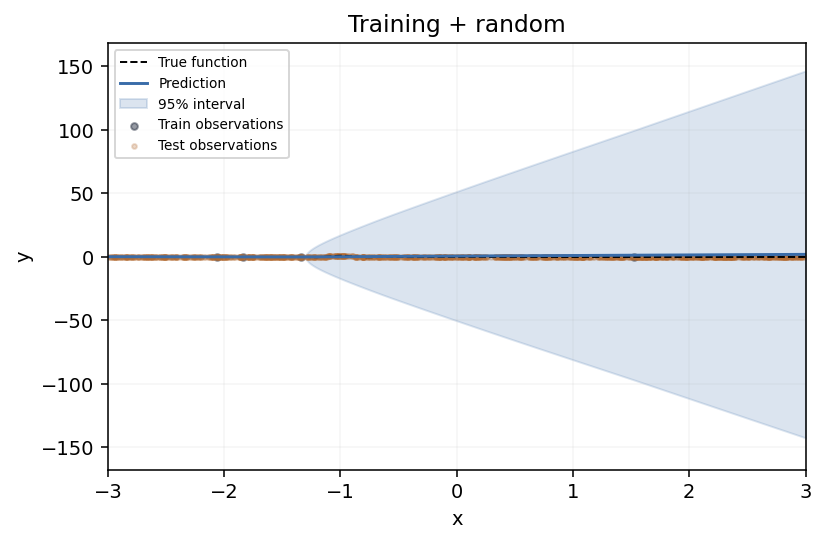 Training + random
True function
Prediction
95% interval
Train observations
Test observations
y
150
100
50
0
−50
−100
−150
−3
−2
−1
0
1
2
3
x